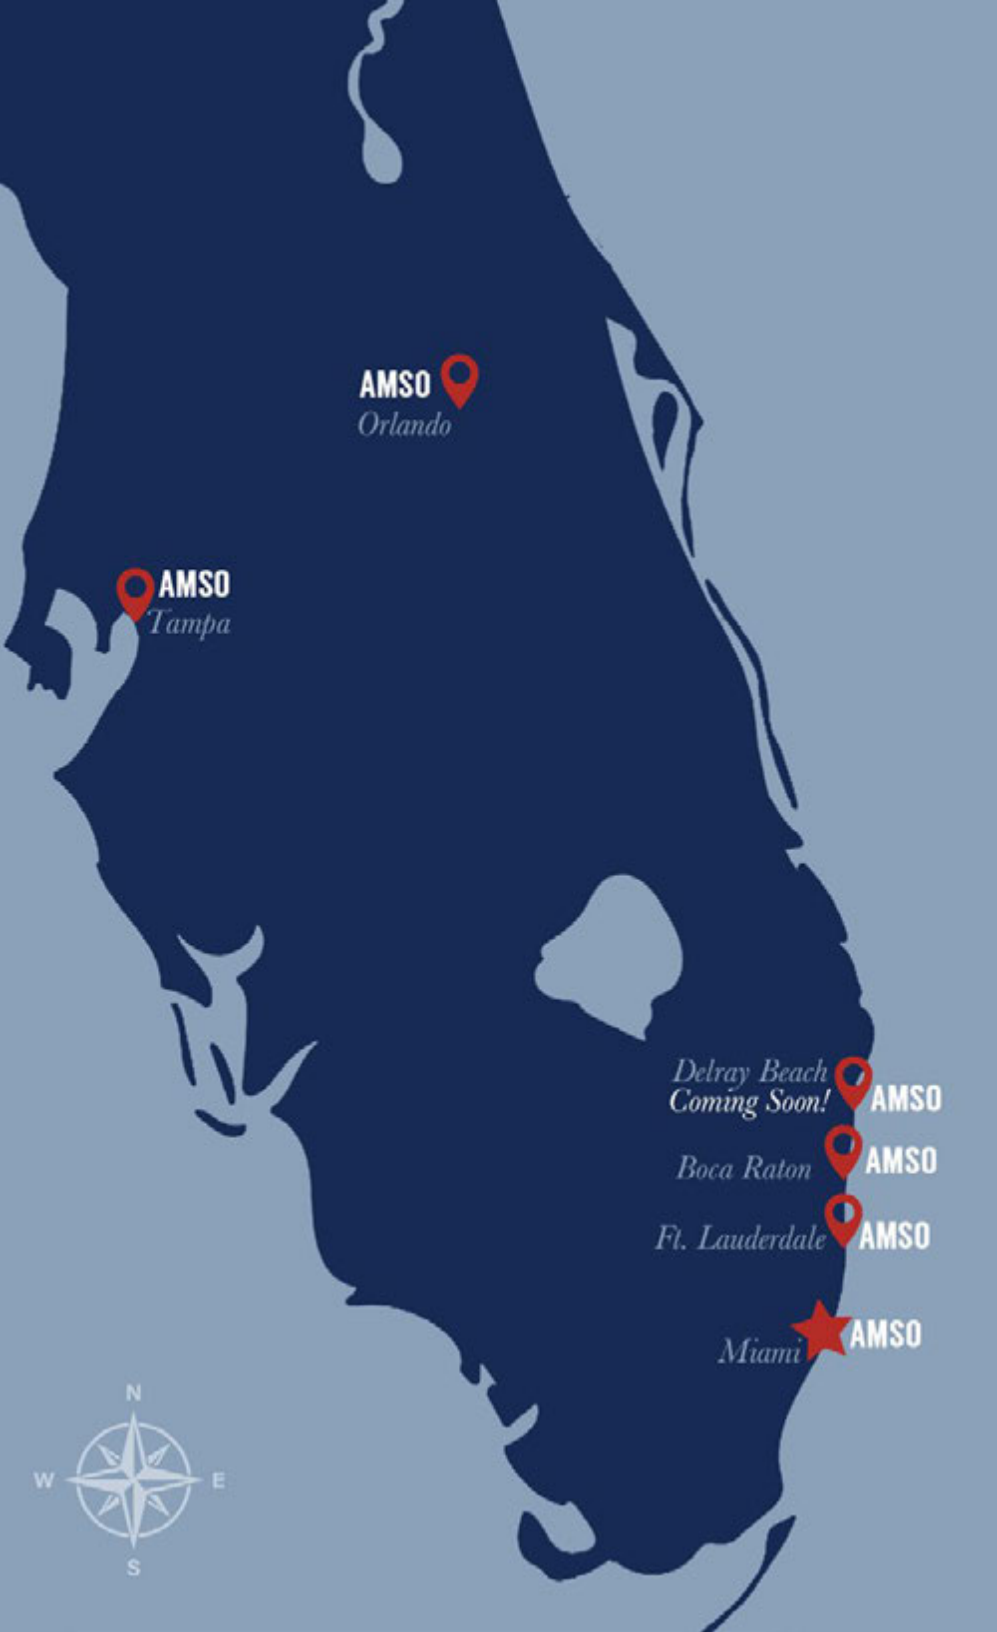 AMSO
Orlando
AMSO
Tampa
Delray Beach
Coming Soon!
AMSO
Boca Raton
AMSO
Ft. Lauderdale
AMSO
Miami
AMSO
N
W
E
S